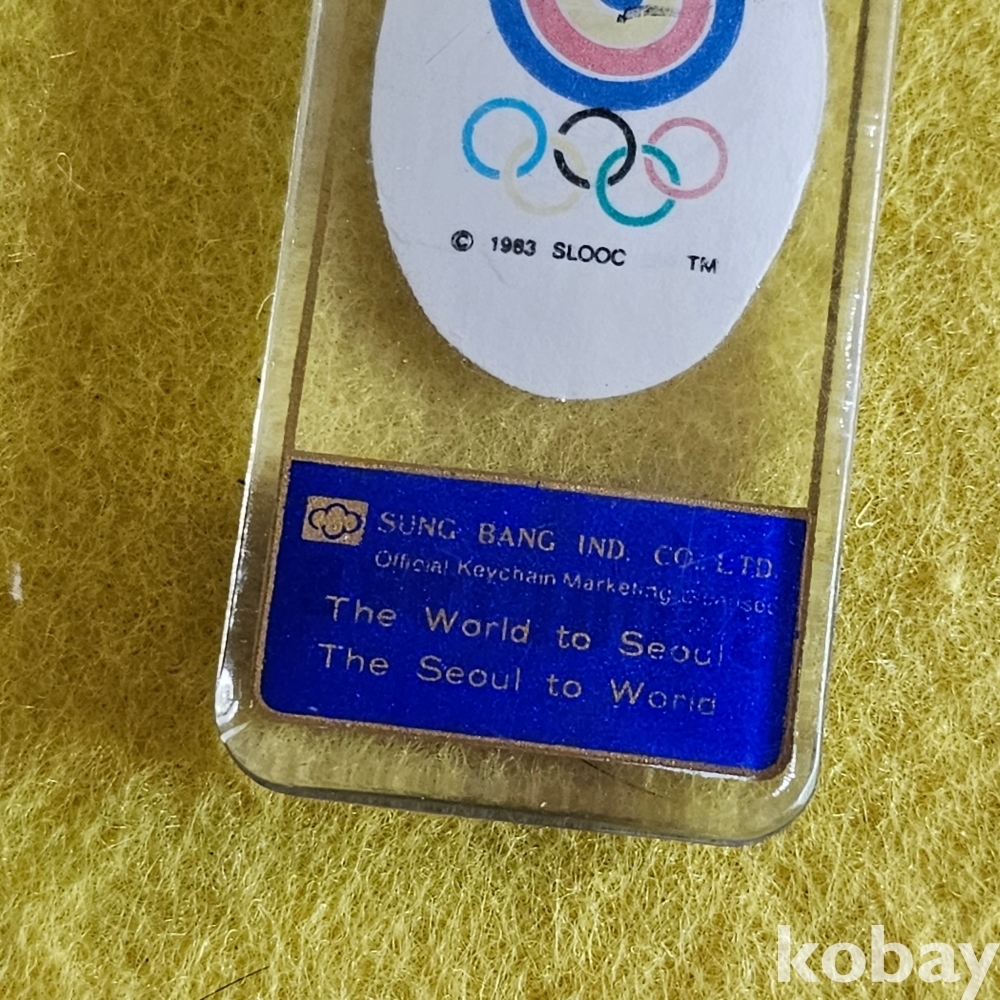 © 1983 SLOOC TM
SUNG BANG IND. CO. LTD.
Official Keychain Marketing
The World to Seoul
The Seoul to World
kobay